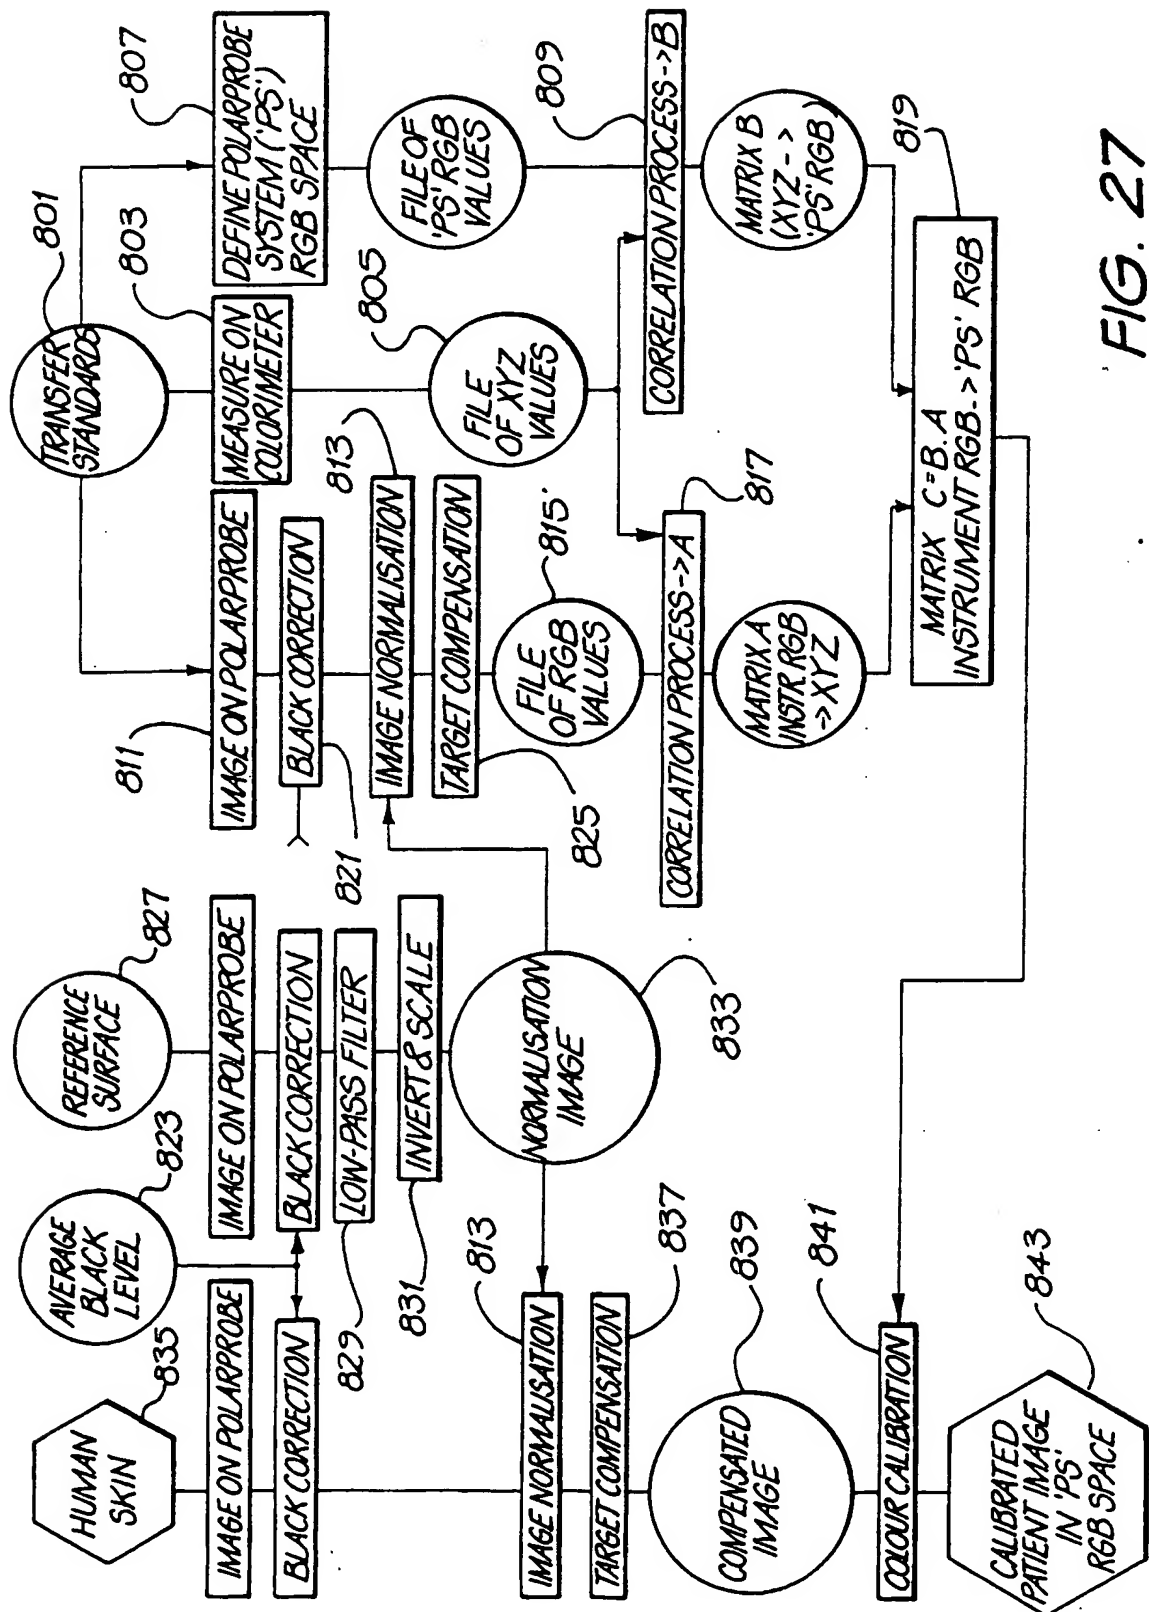 HUMAN
SKIN
835
IMAGE ON POLARPROBE
BLACK CORRECTION
AVERAGE
BLACK
LEVEL
823
REFERENCE
SURFACE
827
IMAGE ON POLARPROBE
BLACK CORRECTION
LOW-PASS FILTER
829
INVERT & SCALE
831
NORMALISATION
IMAGE
833
813
IMAGE NORMALISATION
TARGET COMPENSATION
837
COMPENSATED
IMAGE
839
COLOUR CALIBRATION
841
CALIBRATED
PATIENT IMAGE
IN 'PS'
RGB SPACE
843
TRANSFER
STANDARDS
801
811
IMAGE ON POLARPROBE
BLACK CORRECTION
821
IMAGE NORMALISATION
813
TARGET COMPENSATION
825
FILE
OF RGB
VALUES
815'
CORRELATION PROCESS->A
817
MATRIX A
INSTR RGB
->XYZ
MEASURE ON
COLORIMETER
803
FILE
OF XYZ
VALUES
805
DEFINE POLARPROBE
SYSTEM ('PS')
RGB SPACE
807
FILE OF
'PS' RGB
VALUES
CORRELATION PROCESS->B
809
MATRIX B
(XYZ->
'PS' RGB)
MATRIX C=B.A
INSTRUMENT RGB->'PS' RGB
819
FIG. 27